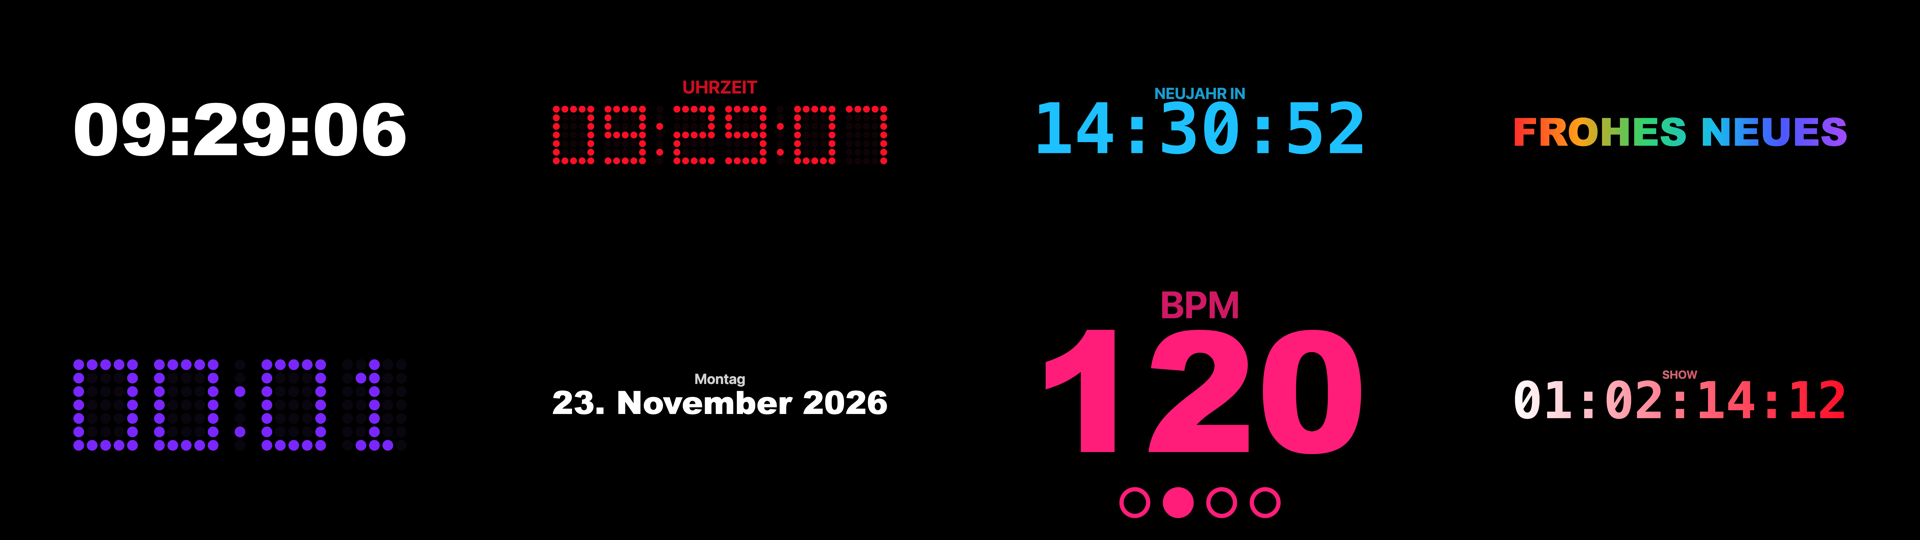 09:29:06
UHRZEIT
09:29:07
NEUJAHR IN
14:30:52
FROHES NEUES
00:01
Montag
23. November 2026
BPM
120
SHOW
01:02:14:12